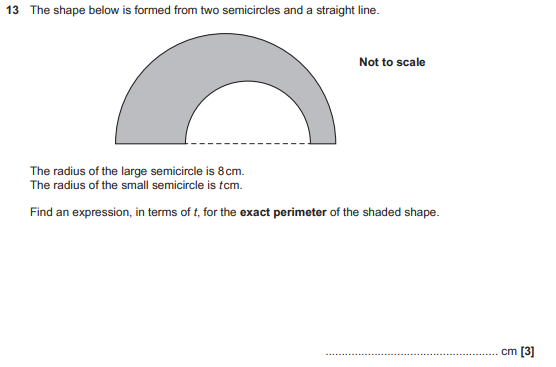 13 The shape below is formed from two semicircles and a straight line.
Not to scale
The radius of the large semicircle is 8 cm.
The radius of the small semicircle is t cm.
Find an expression, in terms of t, for the exact perimeter of the shaded shape.
...................................................... cm [3]